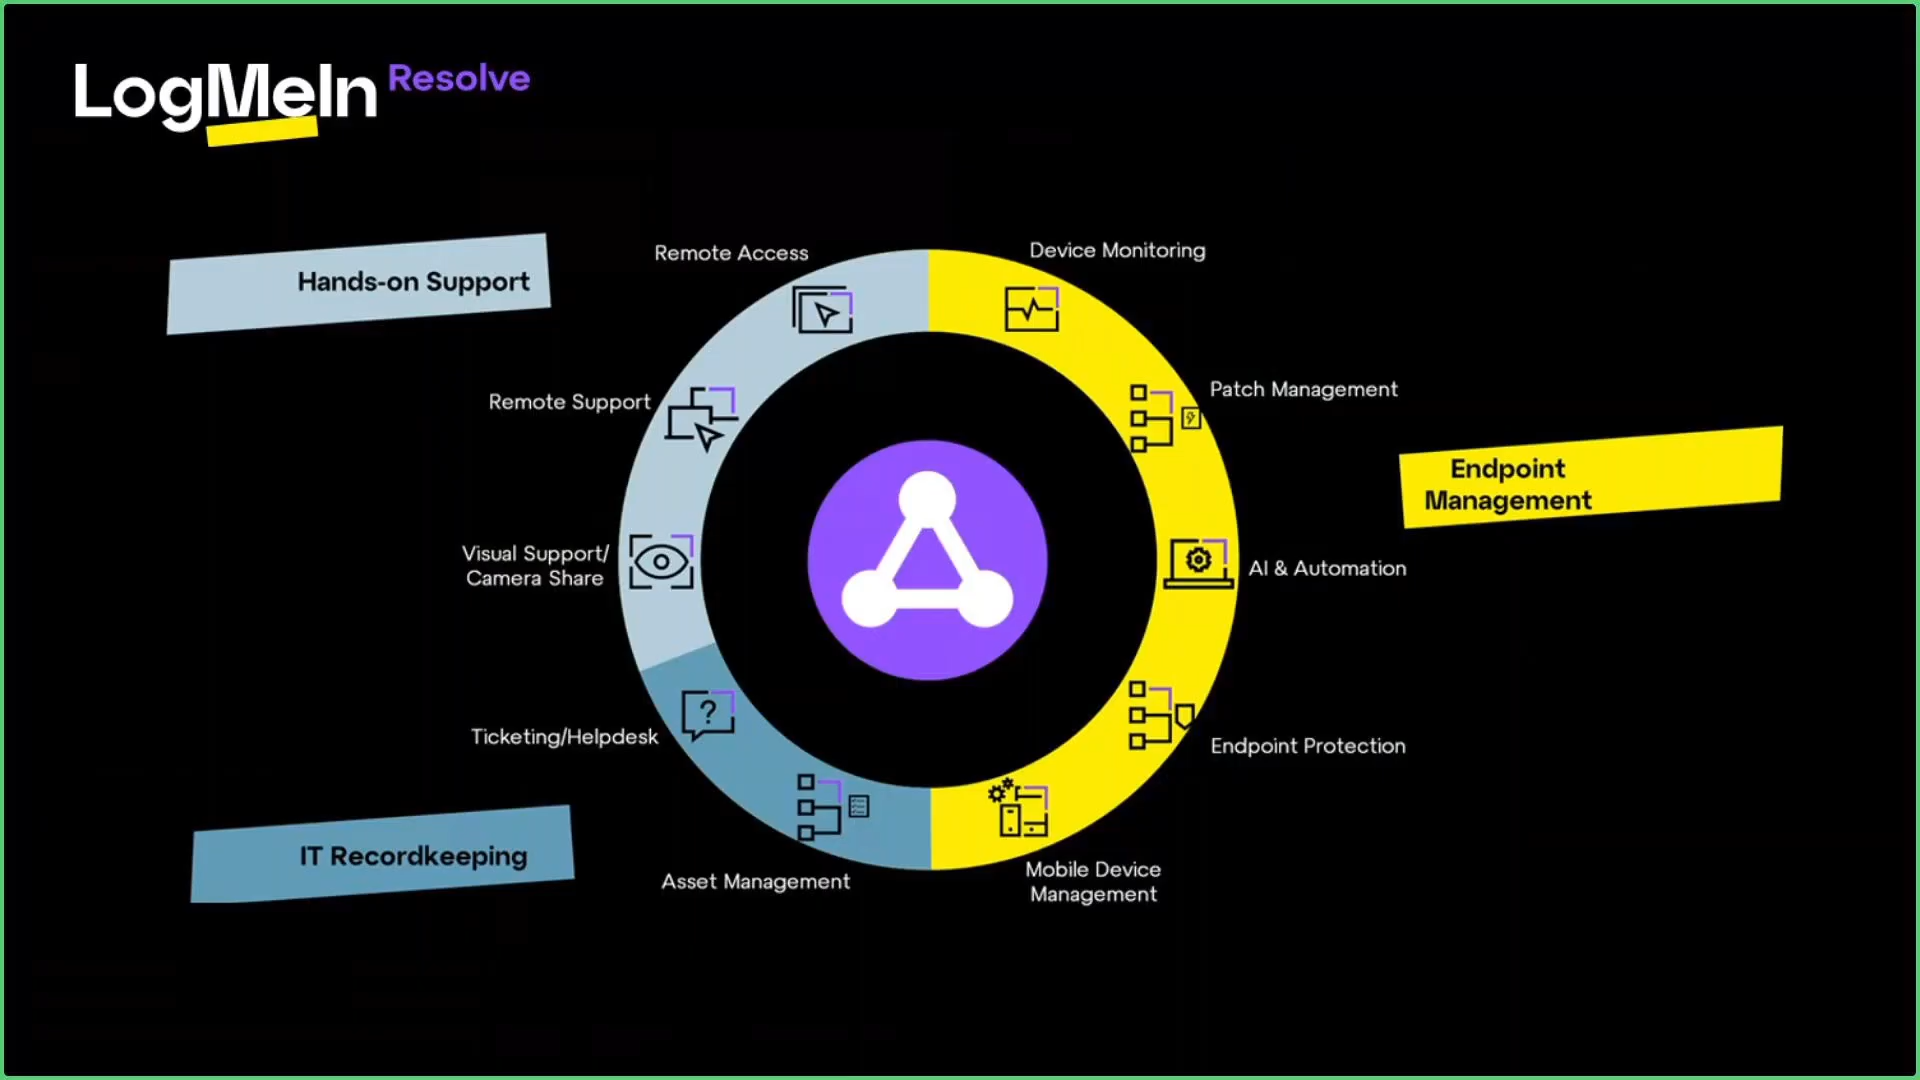 LogMeIn Resolve
Hands-on Support
Remote Access
Device Monitoring
Remote Support
Patch Management
Endpoint
Management
Visual Support/
Camera Share
AI & Automation
Ticketing/Helpdesk
Endpoint Protection
IT Recordkeeping
Asset Management
Mobile Device
Management
?